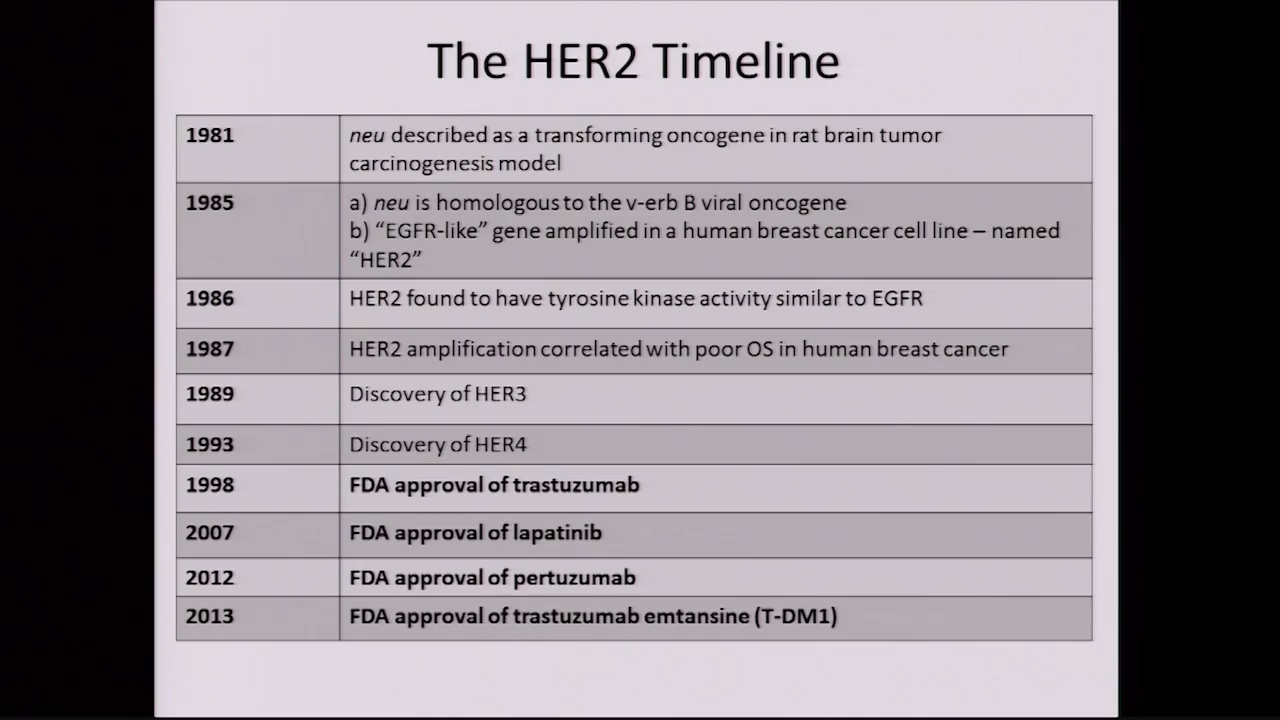 The HER2 Timeline
1981
neu described as a transforming oncogene in rat brain tumor
carcinogenesis model
1985
a) neu is homologous to the v-erb B viral oncogene
b) “EGFR-like” gene amplified in a human breast cancer cell line – named
“HER2”
1986
HER2 found to have tyrosine kinase activity similar to EGFR
1987
HER2 amplification correlated with poor OS in human breast cancer
1989
Discovery of HER3
1993
Discovery of HER4
1998
FDA approval of trastuzumab
2007
FDA approval of lapatinib
2012
FDA approval of pertuzumab
2013
FDA approval of trastuzumab emtansine (T-DM1)